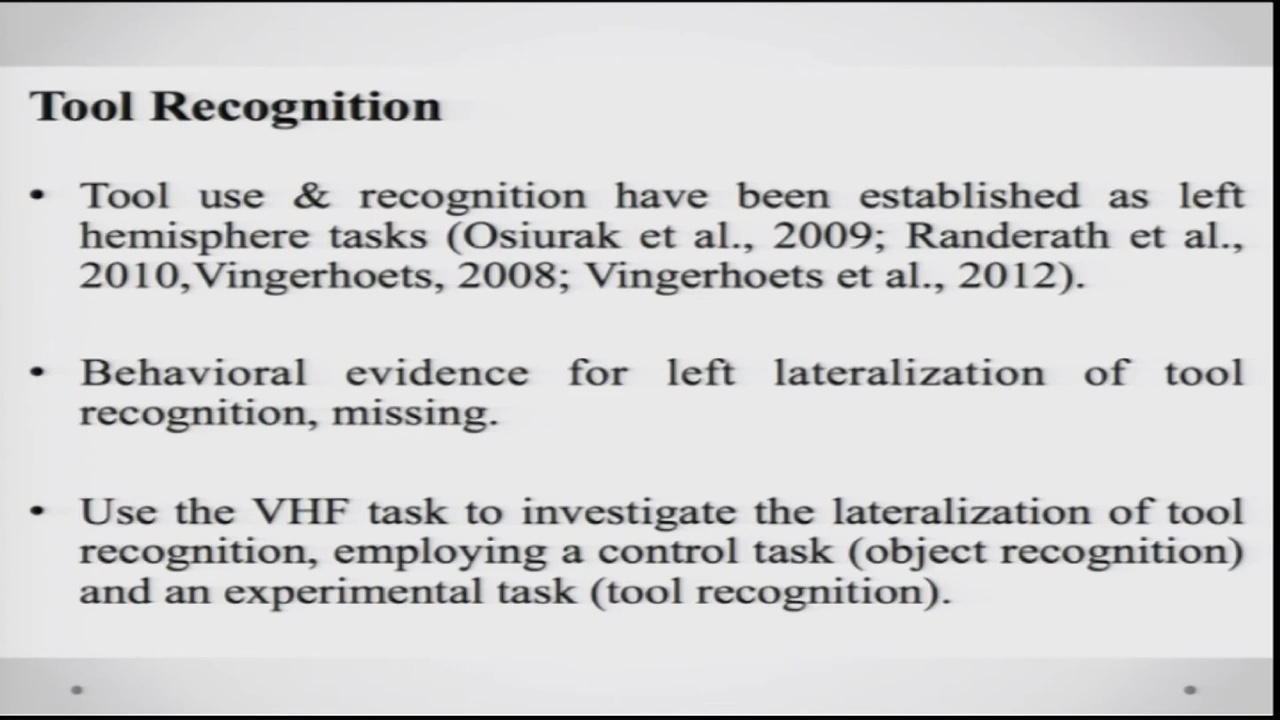 Tool Recognition
• Tool use & recognition have been established as left
hemisphere tasks (Osiurak et al., 2009; Randerath et al.,
2010,Vingerhoets, 2008; Vingerhoets et al., 2012).
• Behavioral evidence for left lateralization of tool
recognition, missing.
• Use the VHF task to investigate the lateralization of tool
recognition, employing a control task (object recognition)
and an experimental task (tool recognition).